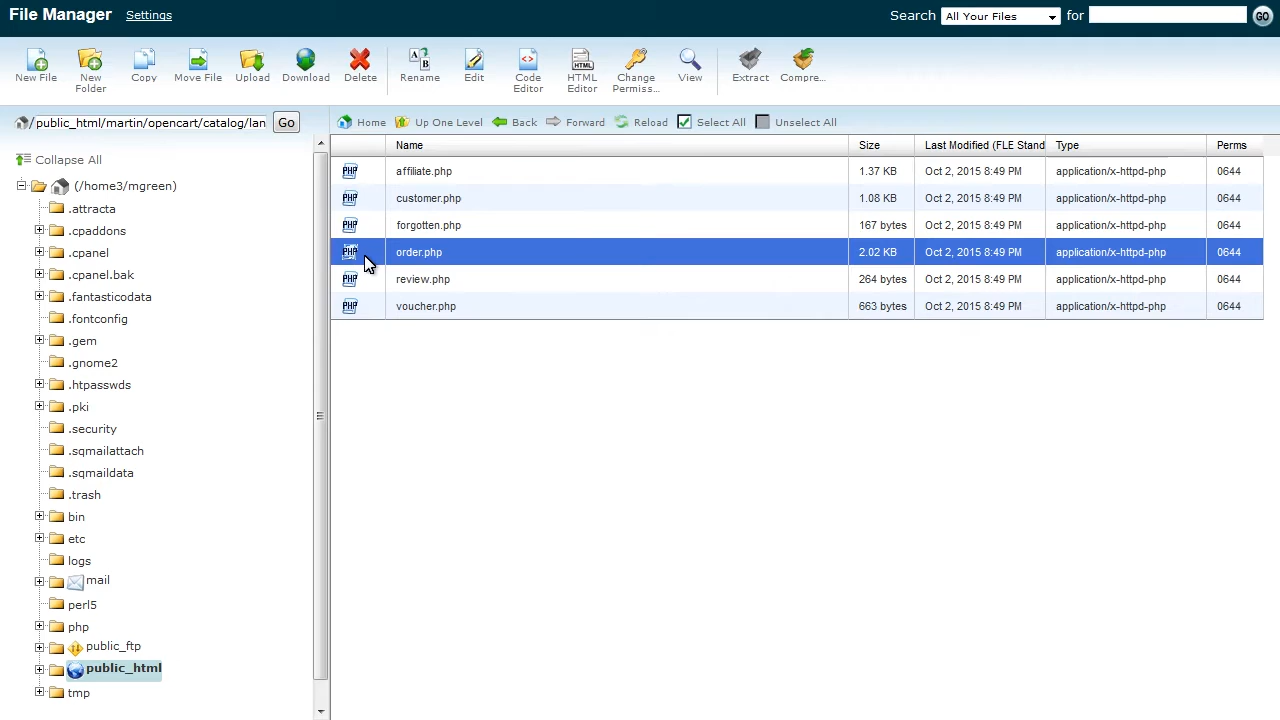 File Manager Settings Search All Your Files for GO
New File New Folder Copy Move File Upload Download Delete Rename Edit Code Editor HTML Editor Change Permiss... View Extract Compre...
/public_html/martin/opencart/catalog/lan Go
Home Up One Level Back Forward Reload Select All Unselect All
Collapse All
(/home3/mgreen)
.attracta
.cpaddons
.cpanel
.cpanel.bak
.fantasticodata
.fontconfig
.gem
.gnome2
.htpasswds
.pki
.security
.sqmailattach
.sqmaildata
.trash
bin
etc
logs
mail
perl5
php
public_ftp
public_html
tmp
Name Size Last Modified (FLE Stand Type Perms
PHP affiliate.php 1.37 KB Oct 2, 2015 8:49 PM application/x-httpd-php 0644
PHP customer.php 1.08 KB Oct 2, 2015 8:49 PM application/x-httpd-php 0644
PHP forgotten.php 167 bytes Oct 2, 2015 8:49 PM application/x-httpd-php 0644
PHP order.php 2.02 KB Oct 2, 2015 8:49 PM application/x-httpd-php 0644
PHP review.php 264 bytes Oct 2, 2015 8:49 PM application/x-httpd-php 0644
PHP voucher.php 663 bytes Oct 2, 2015 8:49 PM application/x-httpd-php 0644